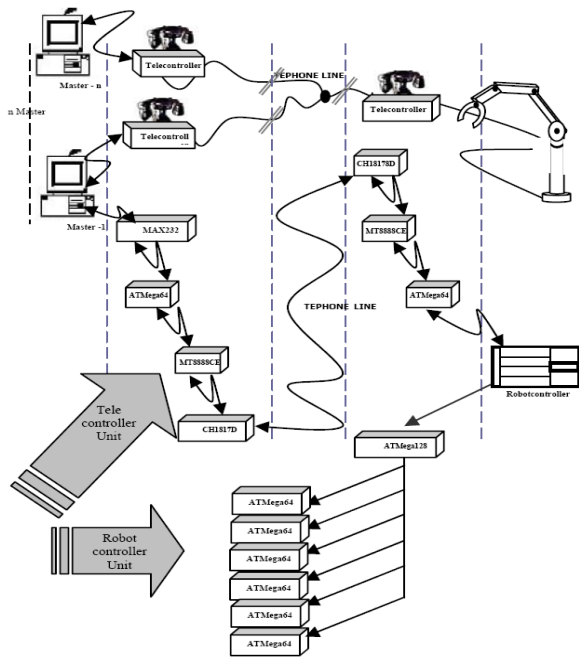 Telecontroller
TEPHONE LINE
Master - n
n Master
Telecontroller
Telecontroll
...
CH18178D
Master -1
MAX232
MT8888CE
ATMega64
ATMega64
TEPHONE LINE
MT8888CE
Robotcontroller
Tele
controller
Unit
CH1817D
ATMega128
ATMega64
ATMega64
Robot
controller
Unit
ATMega64
ATMega64
ATMega64
ATMega64